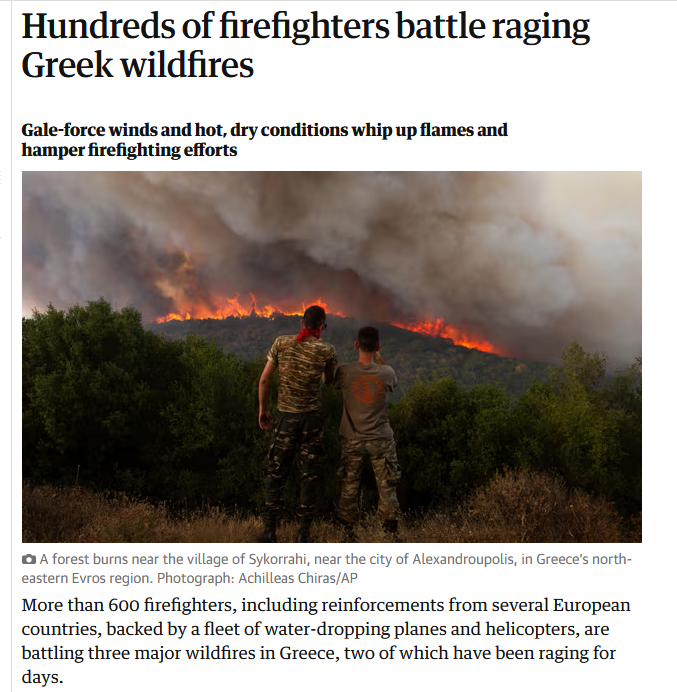 Hundreds of firefighters battle raging
Greek wildfires
Gale-force winds and hot, dry conditions whip up flames and
hamper firefighting efforts
A forest burns near the village of Sykorrahi, near the city of Alexandroupolis, in Greece’s north-
eastern Evros region. Photograph: Achilleas Chiras/AP
More than 600 firefighters, including reinforcements from several European
countries, backed by a fleet of water-dropping planes and helicopters, are
battling three major wildfires in Greece, two of which have been raging for
days.